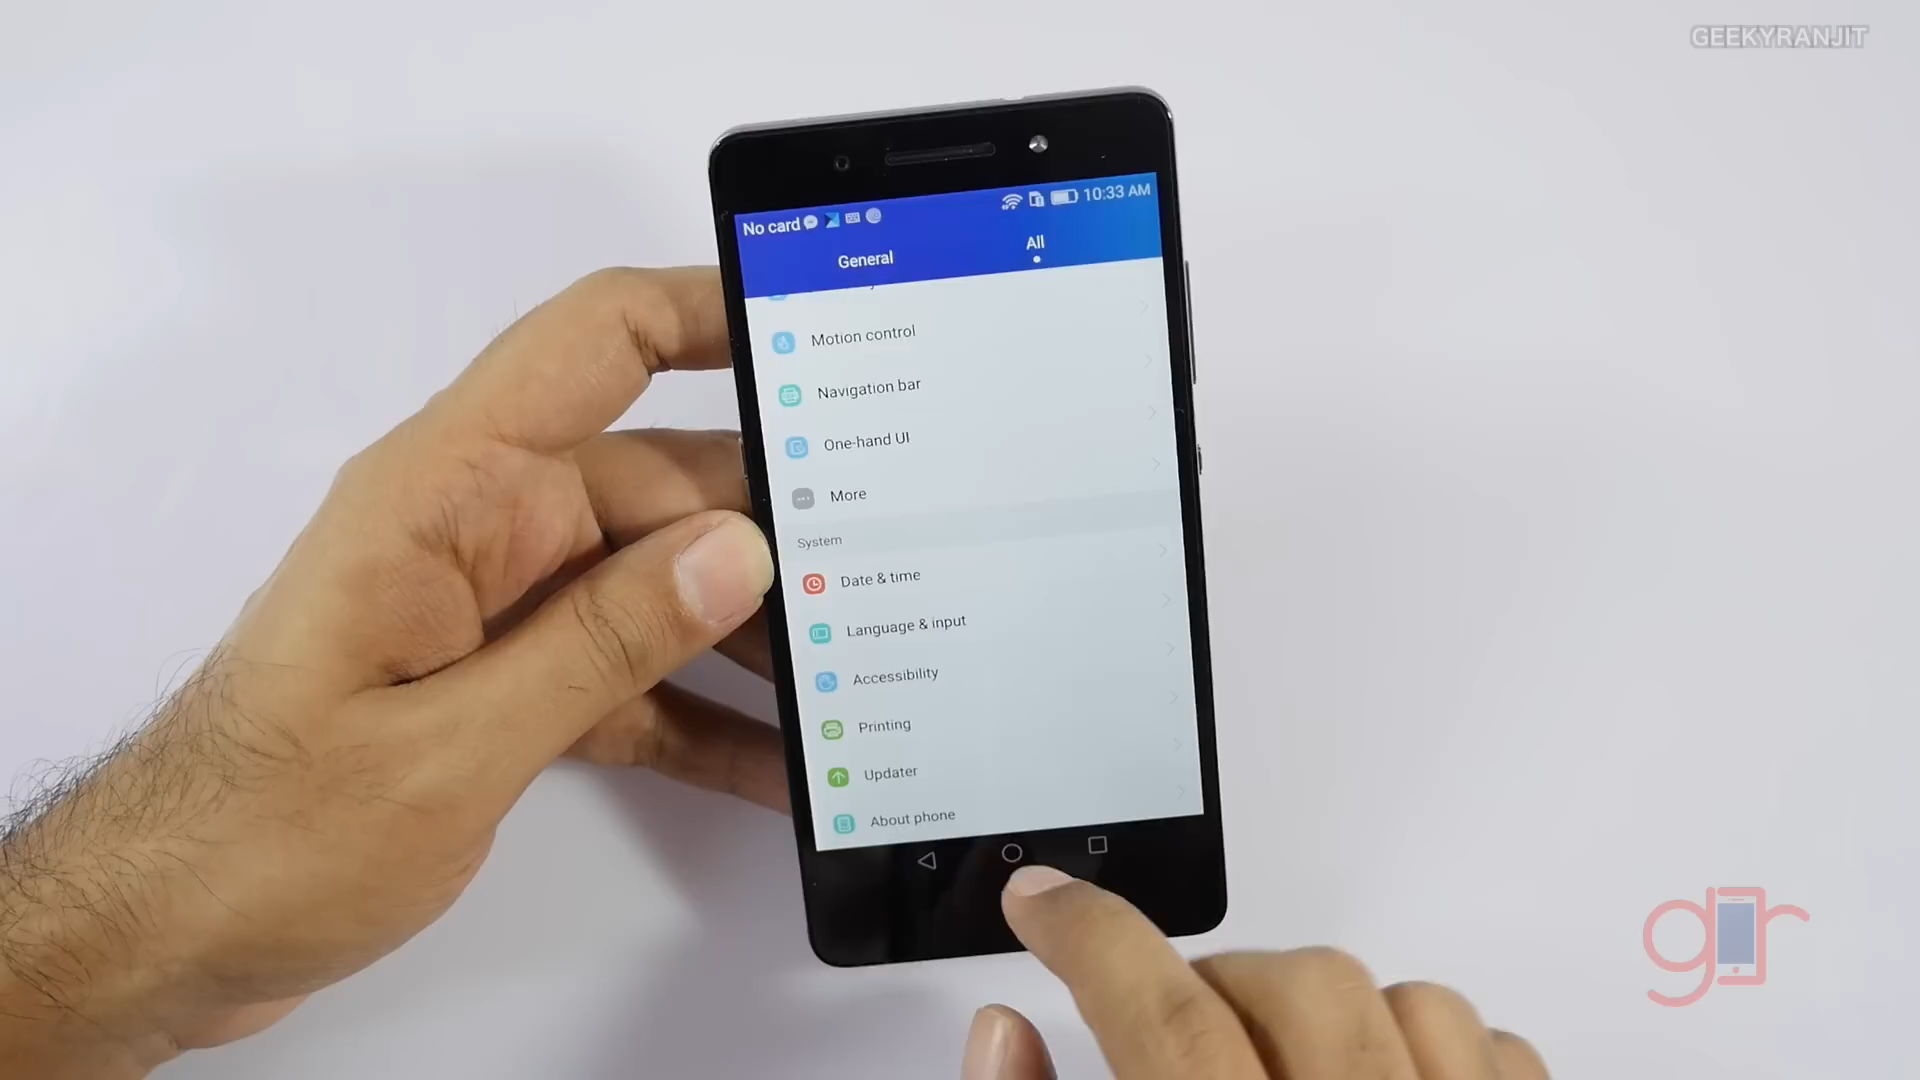 GEEKYRANJIT
No card 10:33 AM
General All
Motion control
Navigation bar
One-hand UI
More
System
Date & time
Language & input
Accessibility
Printing
Updater
About phone
gr